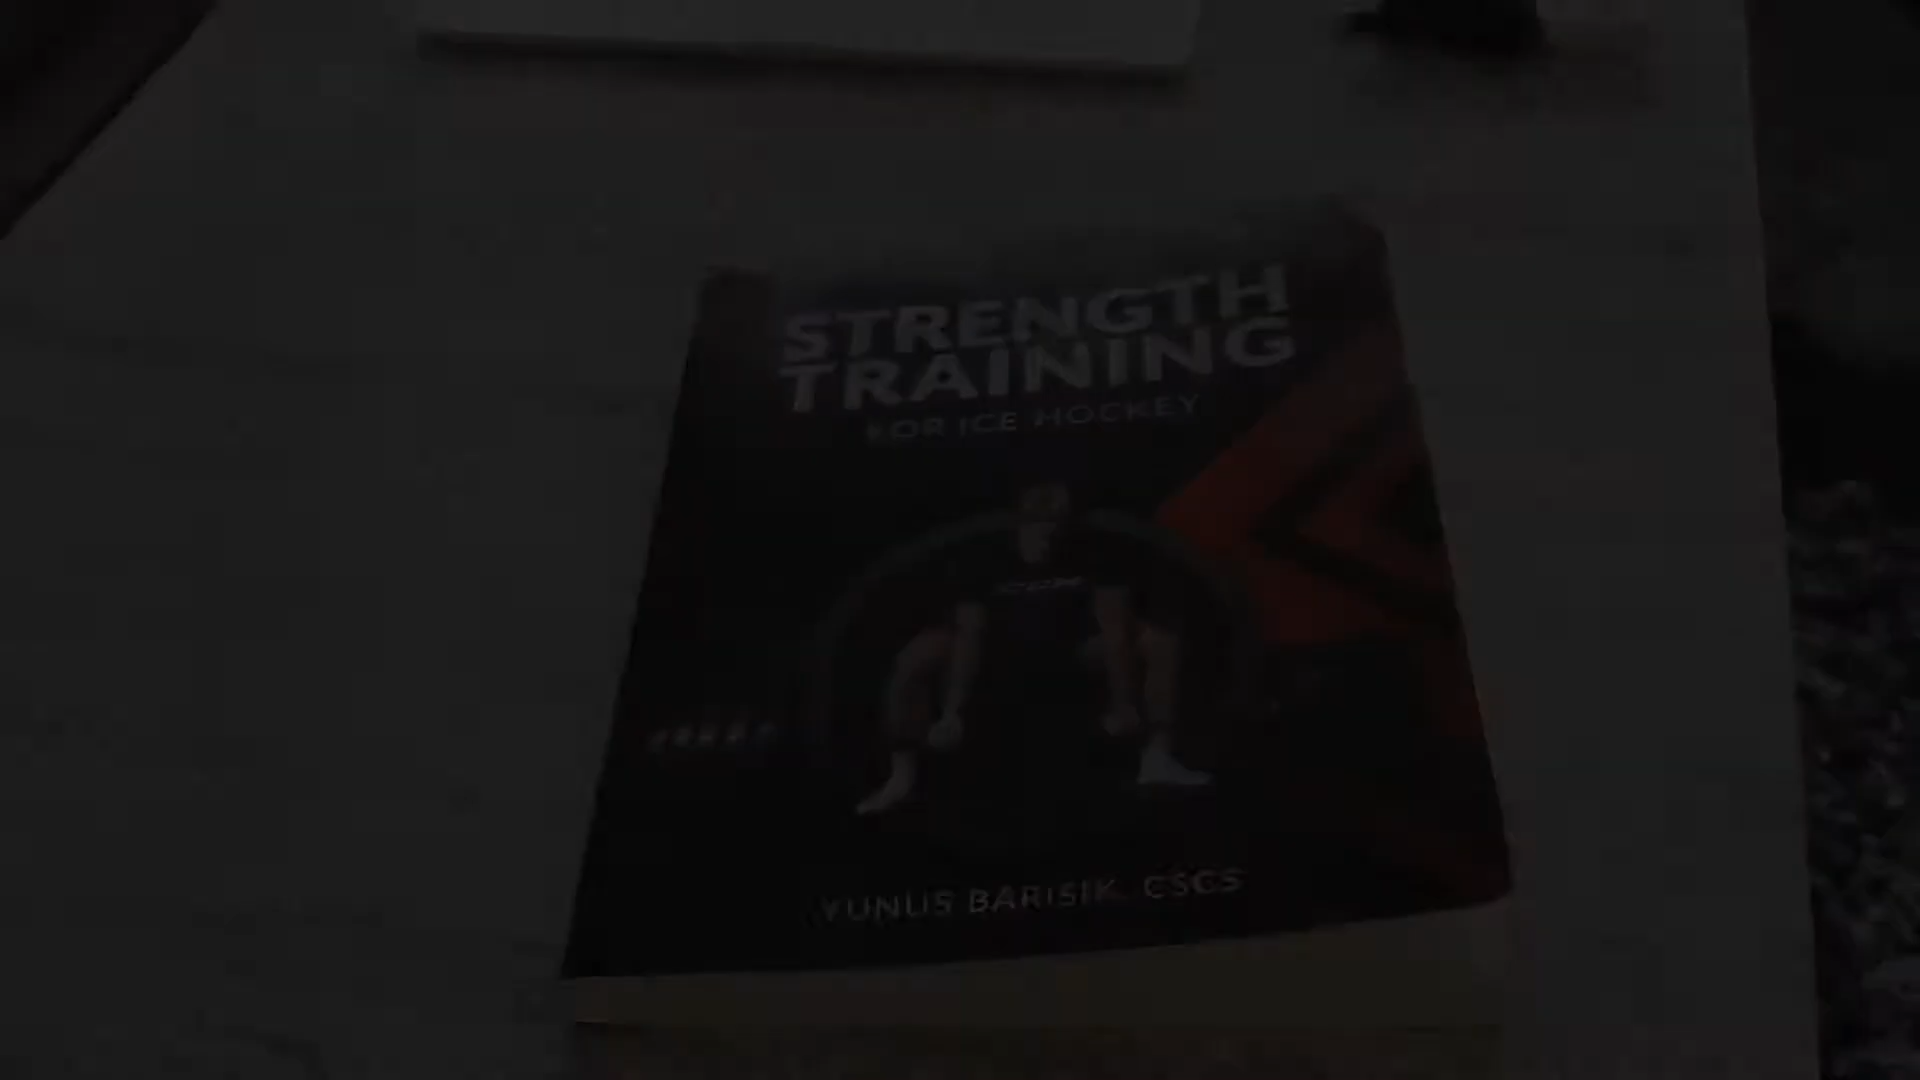 STRENGTH
TRAINING
FOR ICE HOCKEY
YUNUS BARISIK, CSCS